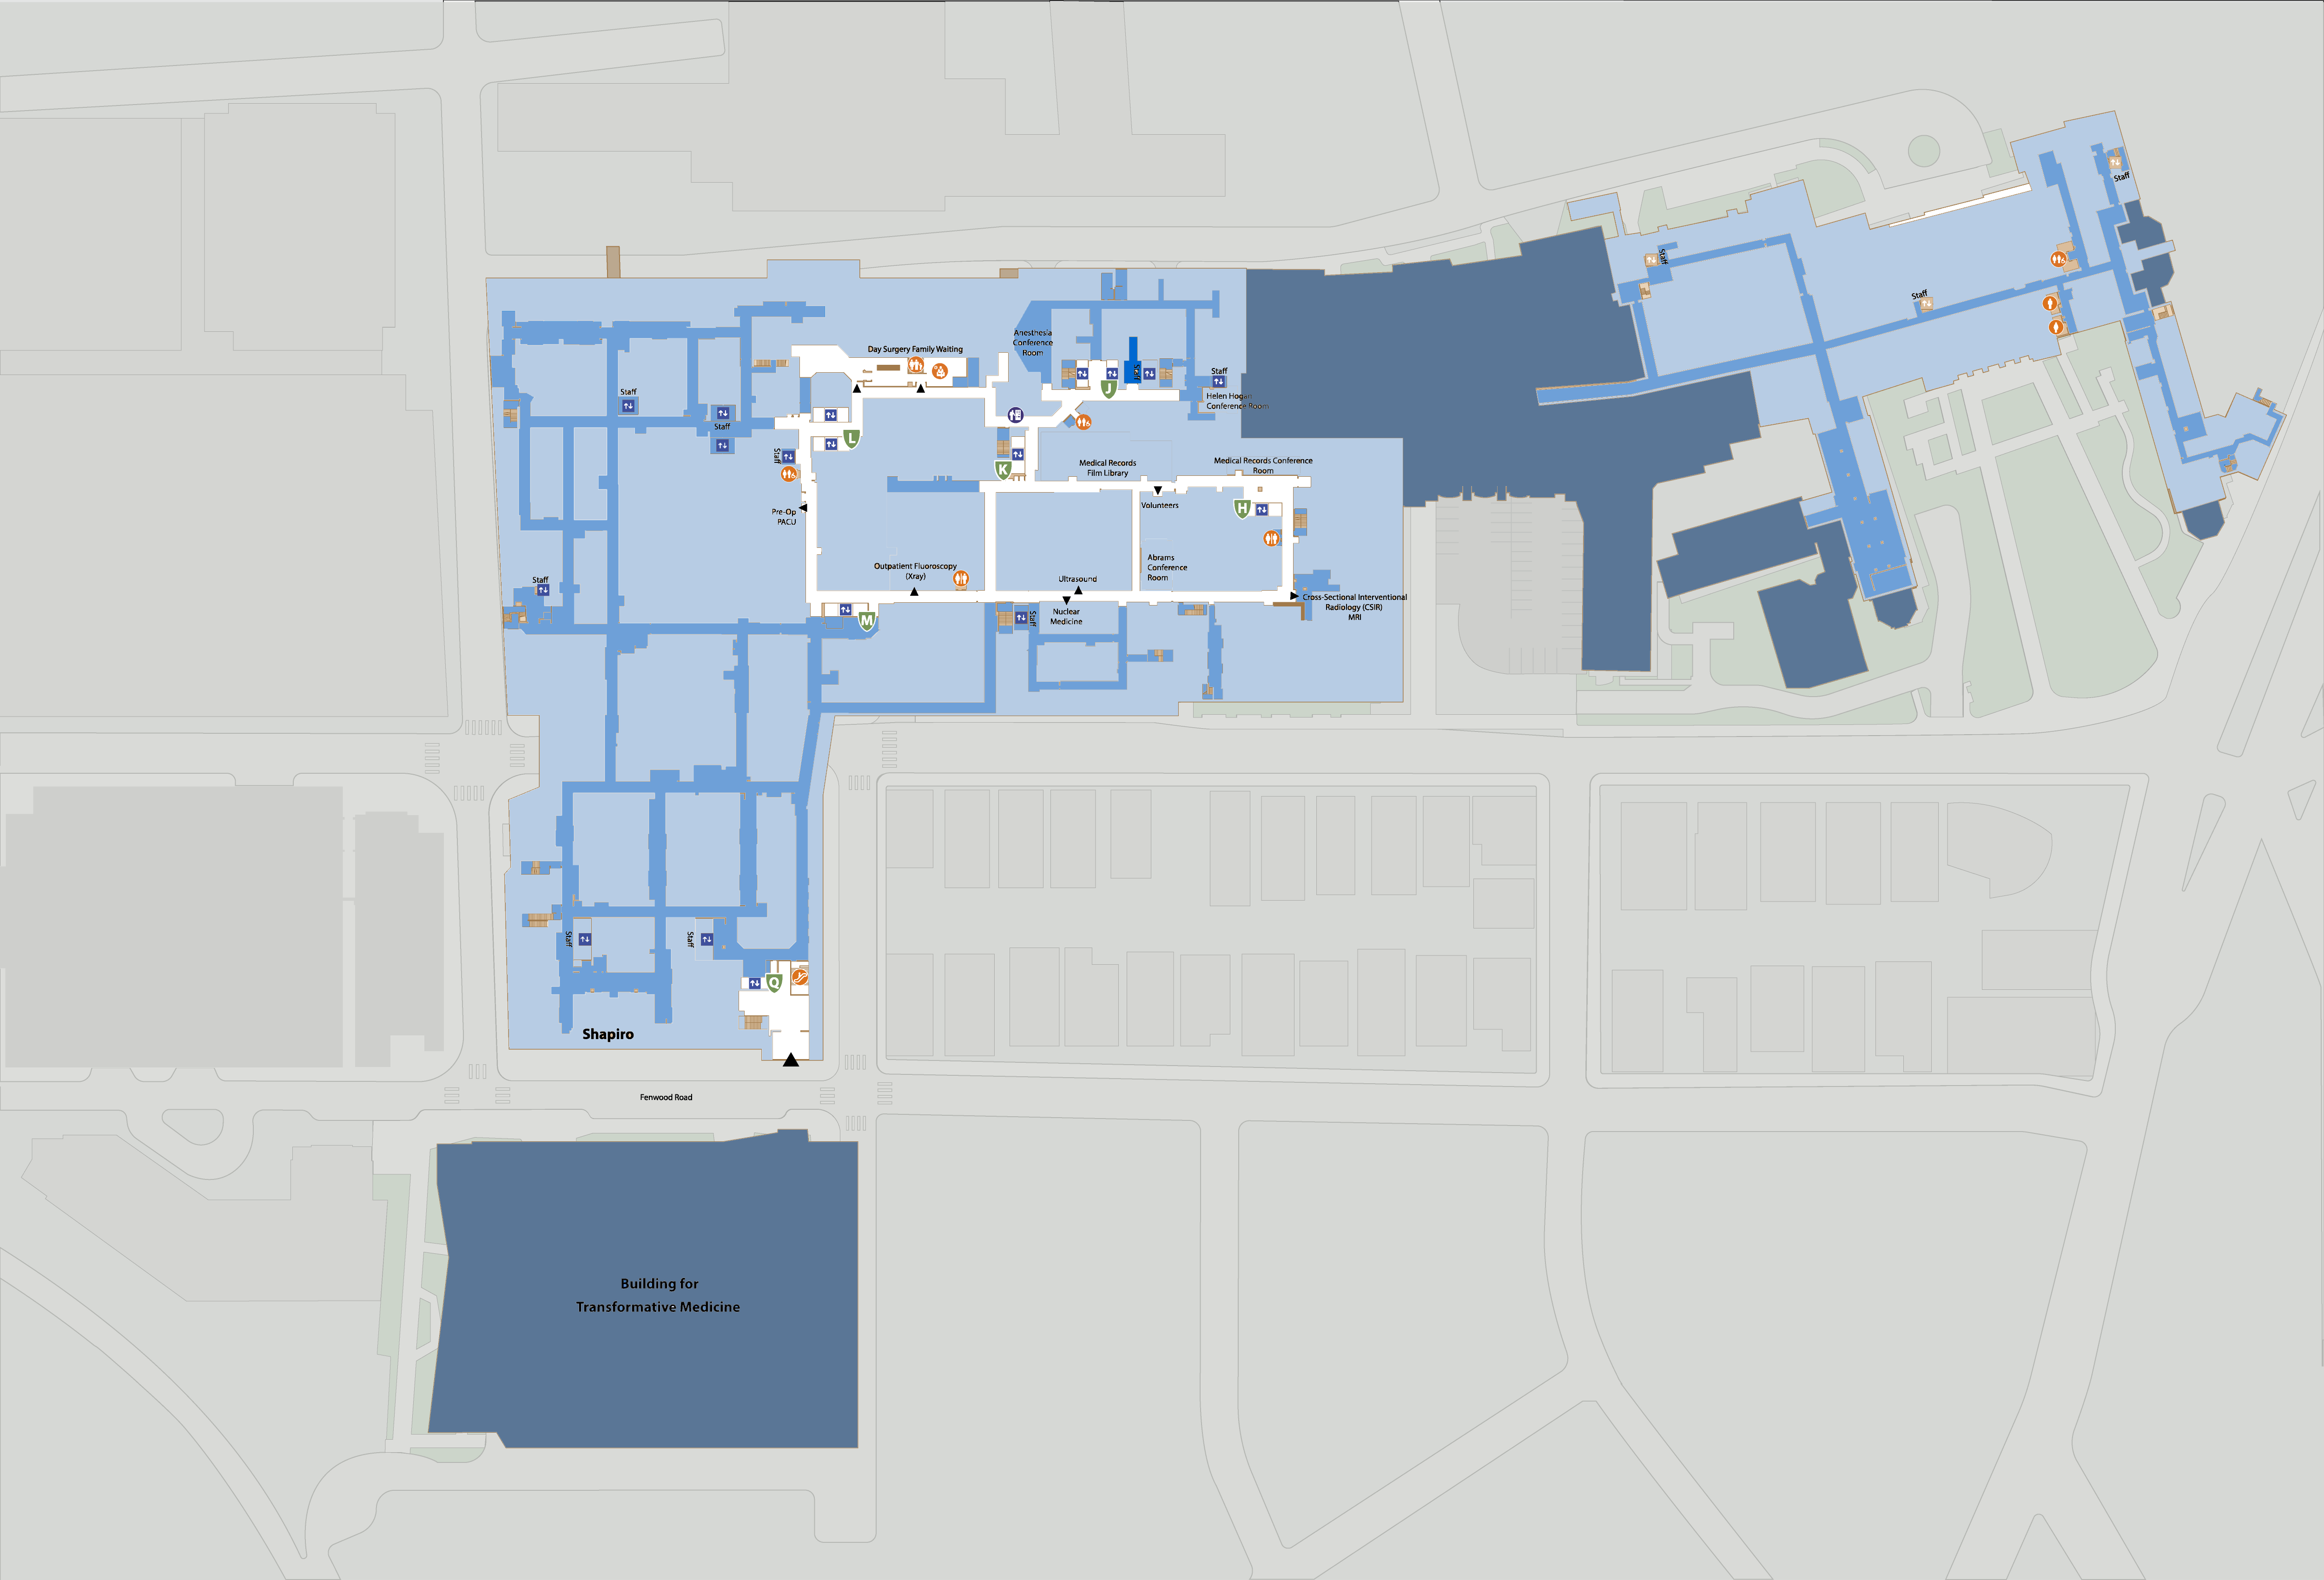 Staff
Staff
Staff
Staff
Anesthesia
Conference
Room
Day Surgery Family Waiting
Staff
Staff
J
Staff
Helen Hogan
Conference Room
Staff
L
Staff
K
Medical Records
Film Library
Medical Records Conference
Room
Volunteers
H
Pre-Op
PACU
Abrams
Conference
Room
Outpatient Fluoroscopy
(Xray)
Ultrasound
Staff
Cross-Sectional Interventional
Radiology (CSIR)
MRI
Nuclear
Medicine
Staff
M
Staff
Staff
Q
Shapiro
Fenwood Road
Building for
Transformative Medicine